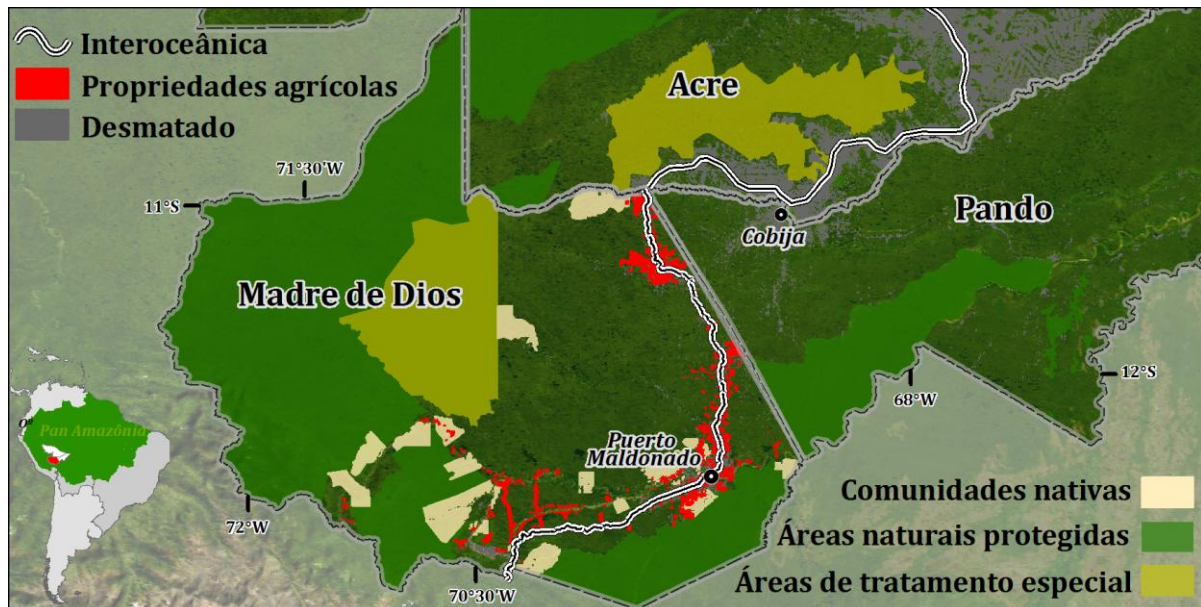 Interoceânica
Propriedades agrícolas
Desmatado
Acre
71°30'W
11°S
Pando
Cobija
Madre de Dios
12°S
68°W
0°
Pan Amazônia
Puerto
Maldonado
72°W
70°30'W
Comunidades nativas
Áreas naturais protegidas
Áreas de tratamento especial